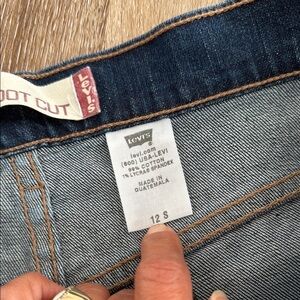 OOT CUT
LEVI'S
Levi's
levi.com
(800) USA-LEVI
99% COTTON
1% LYCRA® SPANDEX
MADE IN
GUATEMALA
12 S